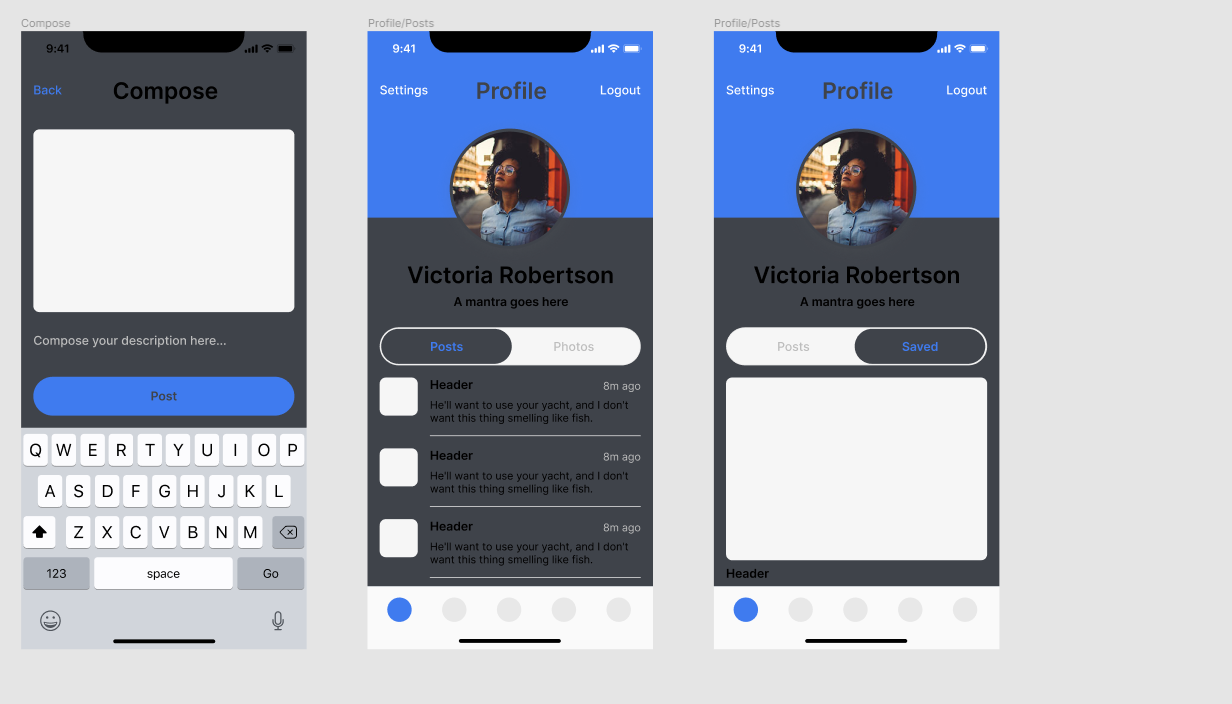 Compose
9:41
Back
Compose
Compose your description here...
Post
Q W E R T Y U I O P
A S D F G H J K L
Z X C V B N M
123 space Go
Profile/Posts
9:41
Settings Profile Logout
Victoria Robertson
A mantra goes here
Posts Photos
Header 8m ago
He'll want to use your yacht, and I don't
want this thing smelling like fish.
Header 8m ago
He'll want to use your yacht, and I don't
want this thing smelling like fish.
Header 8m ago
He'll want to use your yacht, and I don't
want this thing smelling like fish.
Profile/Posts
9:41
Settings Profile Logout
Victoria Robertson
A mantra goes here
Posts Saved
Header